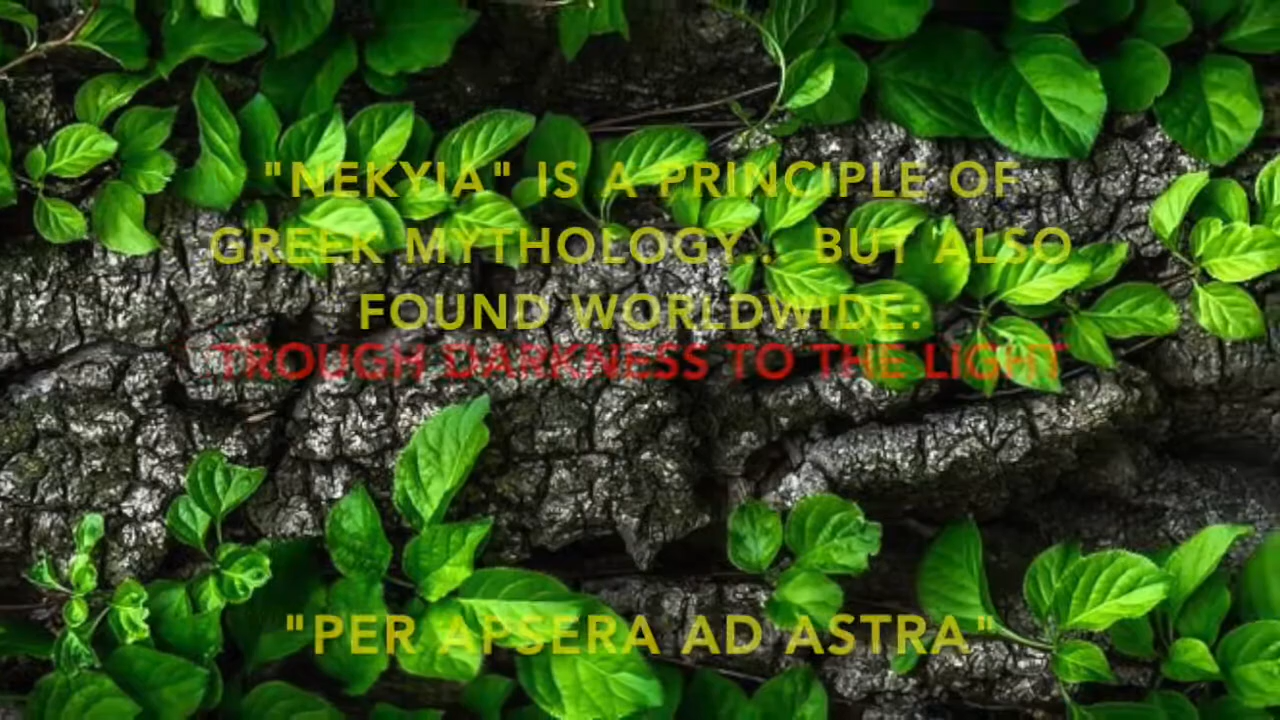 "NEKYIA" IS A PRINCIPLE OF
GREEK MYTHOLOGY... BUT ALSO
FOUND WORLDWIDE:
TROUGH DARKNESS TO THE LIGHT
"PER APSERA AD ASTRA"